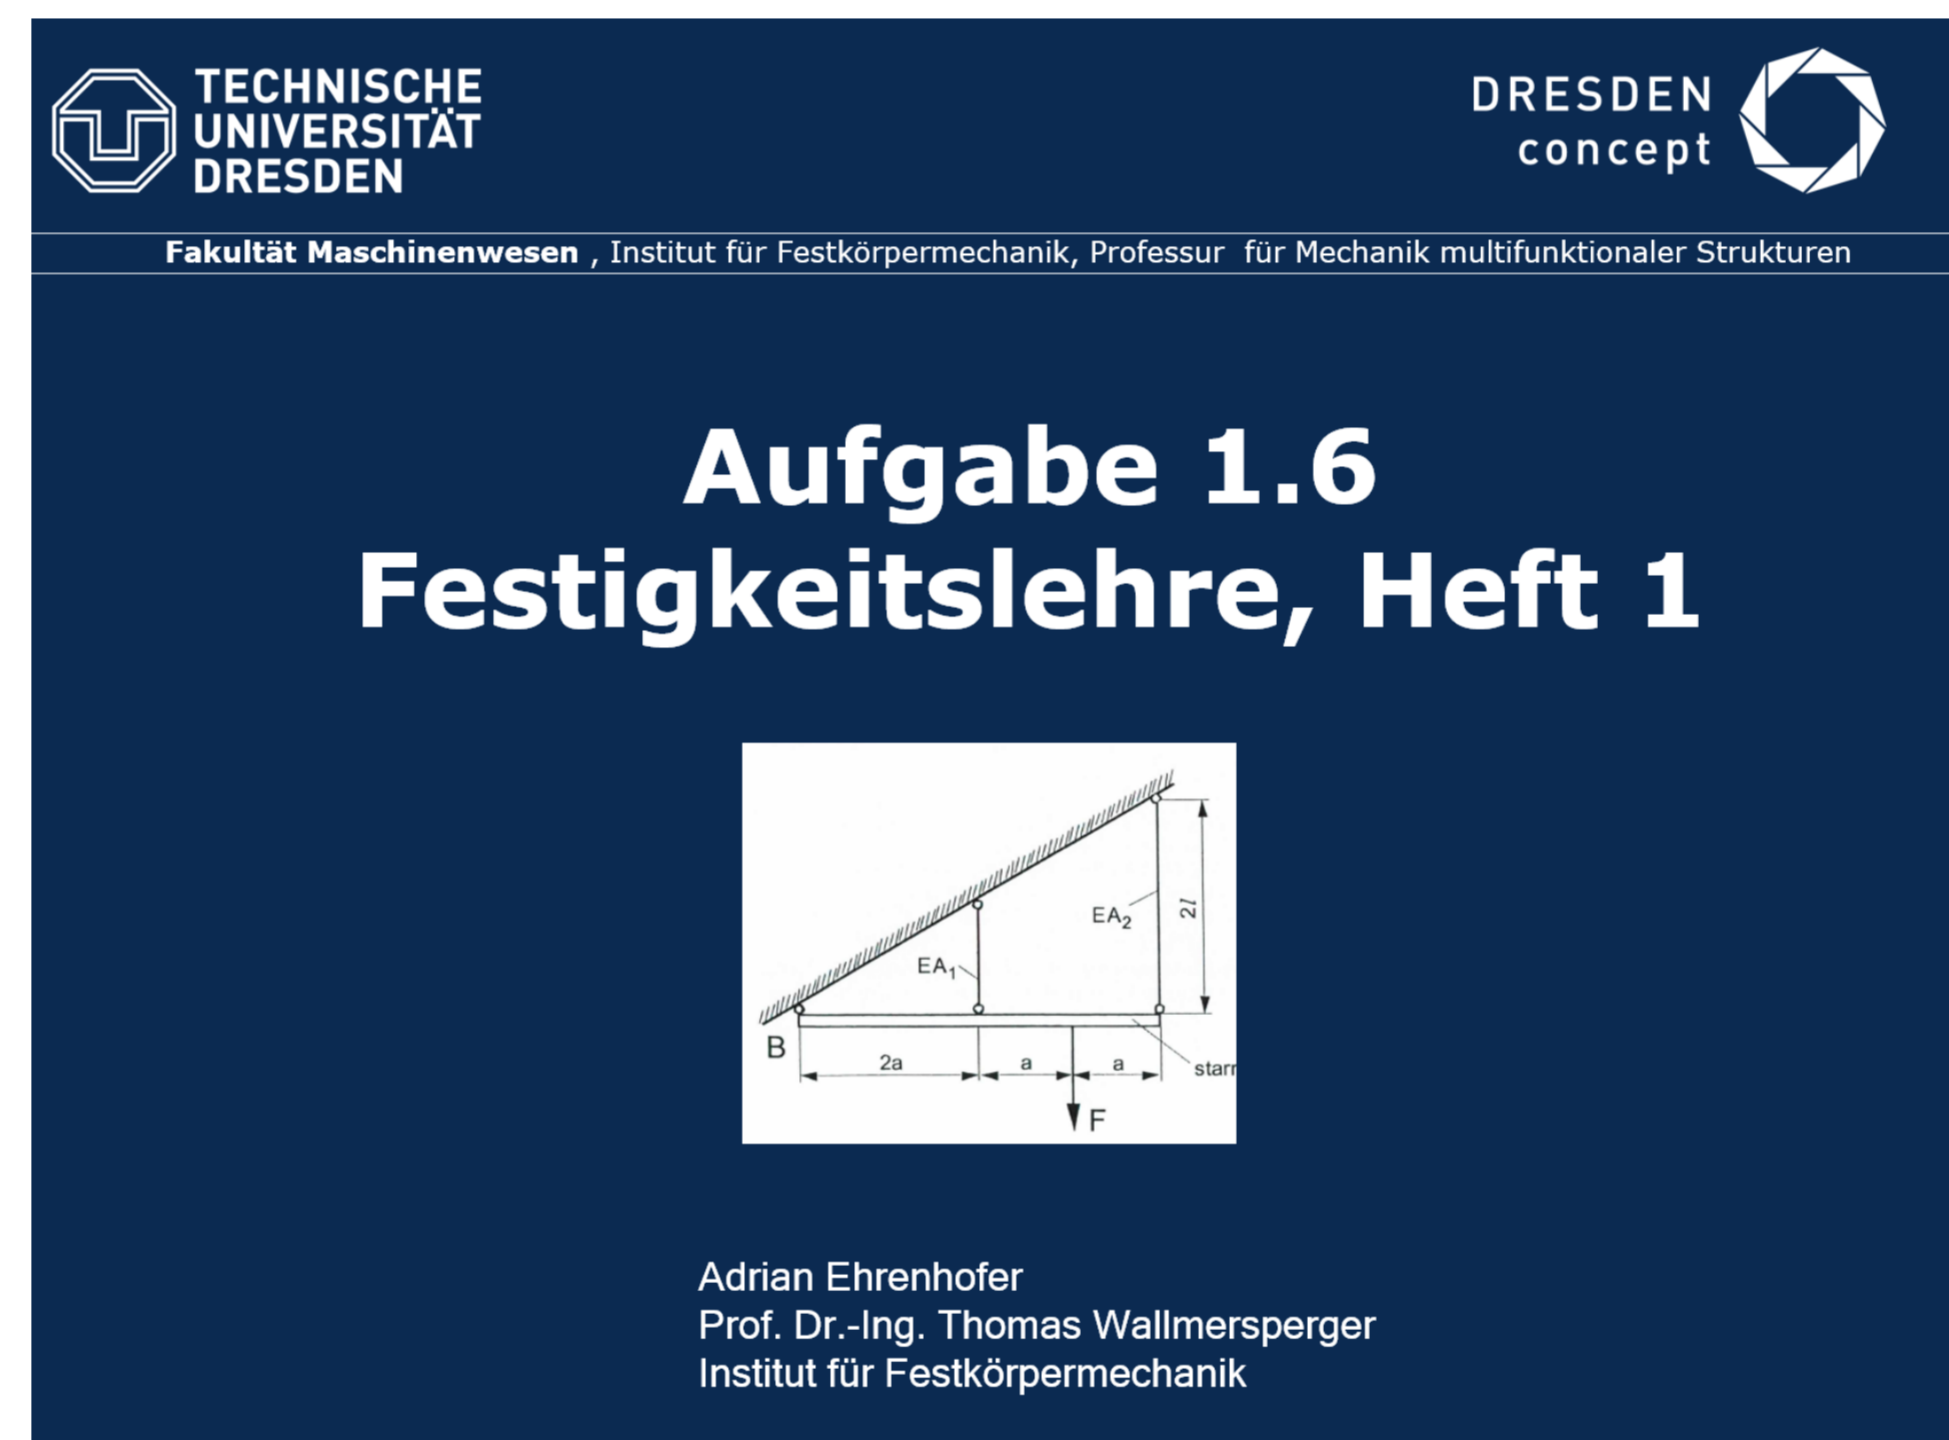 TECHNISCHE
UNIVERSITÄT
DRESDEN
DRESDEN
concept
Fakultät Maschinenwesen , Institut für Festkörpermechanik, Professur für Mechanik multifunktionaler Strukturen
Aufgabe 1.6
Festigkeitslehre, Heft 1
EA2
2l
EA1
B
2a
a
a
starr
F
Adrian Ehrenhofer
Prof. Dr.-Ing. Thomas Wallmersperger
Institut für Festkörpermechanik